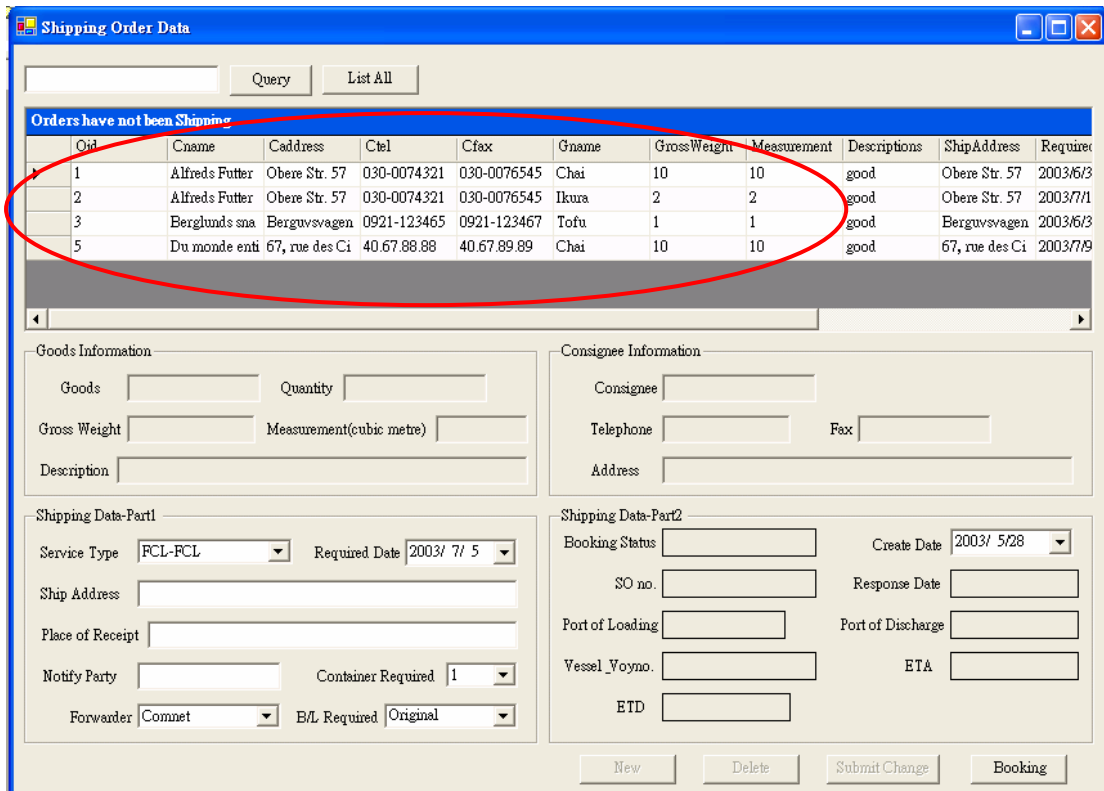 Shipping Order Data
Query List All
Orders have not been Shipping
Oid Cname Caddress Ctel Cfax Gname GrossWeight Measurement Descriptions ShipAddress Required
1 Alfreds Futter Obere Str. 57 030-0074321 030-0076545 Chai 10 10 good Obere Str. 57 2003/6/3
2 Alfreds Futter Obere Str. 57 030-0074321 030-0076545 Ikura 2 2 good Obere Str. 57 2003/7/1
3 Berglunds sna Berguvsvagen 0921-123465 0921-123467 Tofu 1 1 good Berguvsvagen 2003/6/3
5 Du monde enti 67, rue des Ci 40.67.88.88 40.67.89.89 Chai 10 10 good 67, rue des Ci 2003/7/9
Goods Information
Goods Quantity
Gross Weight Measurement(cubic metre)
Description
Consignee Information
Consignee
Telephone Fax
Address
Shipping Data-Part1
Service Type FCL-FCL Required Date 2003/ 7/ 5
Ship Address
Place of Receipt
Notify Party Container Required 1
Forwarder Comnet B/L Required Original
Shipping Data-Part2
Booking Status Create Date 2003/ 5/28
SO no. Response Date
Port of Loading Port of Discharge
Vessel_Voyno. ETA
ETD
New Delete Submit Change Booking